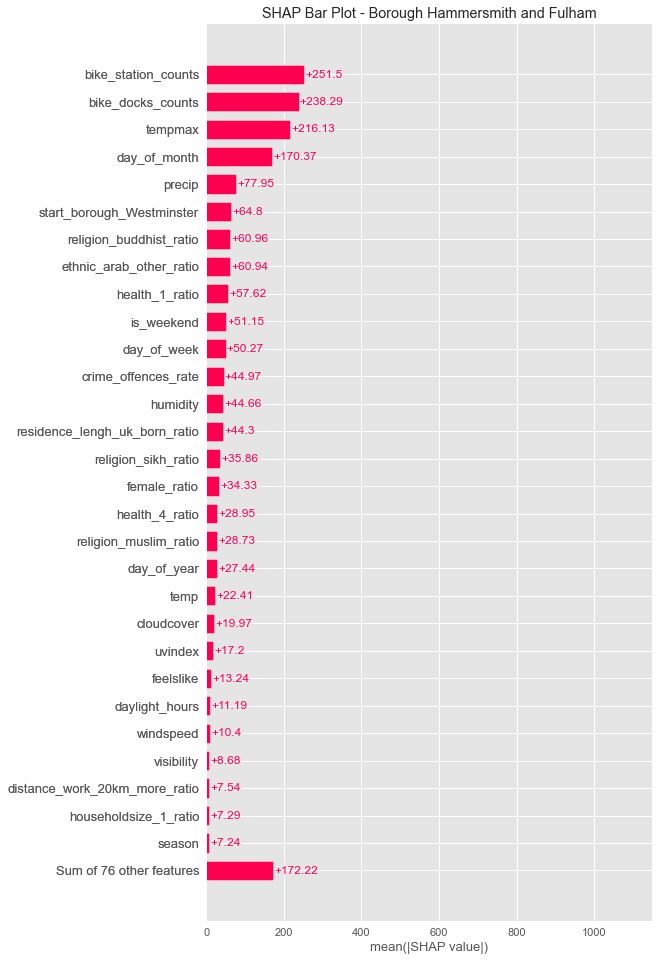 SHAP Bar Plot - Borough Hammersmith and Fulham
bike_station_counts +251.5
bike_docks_counts +238.29
tempmax +216.13
day_of_month +170.37
precip +77.95
start_borough_Westminster +64.8
religion_buddhist_ratio +60.96
ethnic_arab_other_ratio +60.94
health_1_ratio +57.62
is_weekend +51.15
day_of_week +50.27
crime_offences_rate +44.97
humidity +44.66
residence_lengh_uk_born_ratio +44.3
religion_sikh_ratio +35.86
female_ratio +34.33
health_4_ratio +28.95
religion_muslim_ratio +28.73
day_of_year +27.44
temp +22.41
cloudcover +19.97
uvindex +17.2
feelslike +13.24
daylight_hours +11.19
windspeed +10.4
visibility +8.68
distance_work_20km_more_ratio +7.54
householdsize_1_ratio +7.29
season +7.24
Sum of 76 other features +172.22
0 200 400 600 800 1000
mean(|SHAP value|)